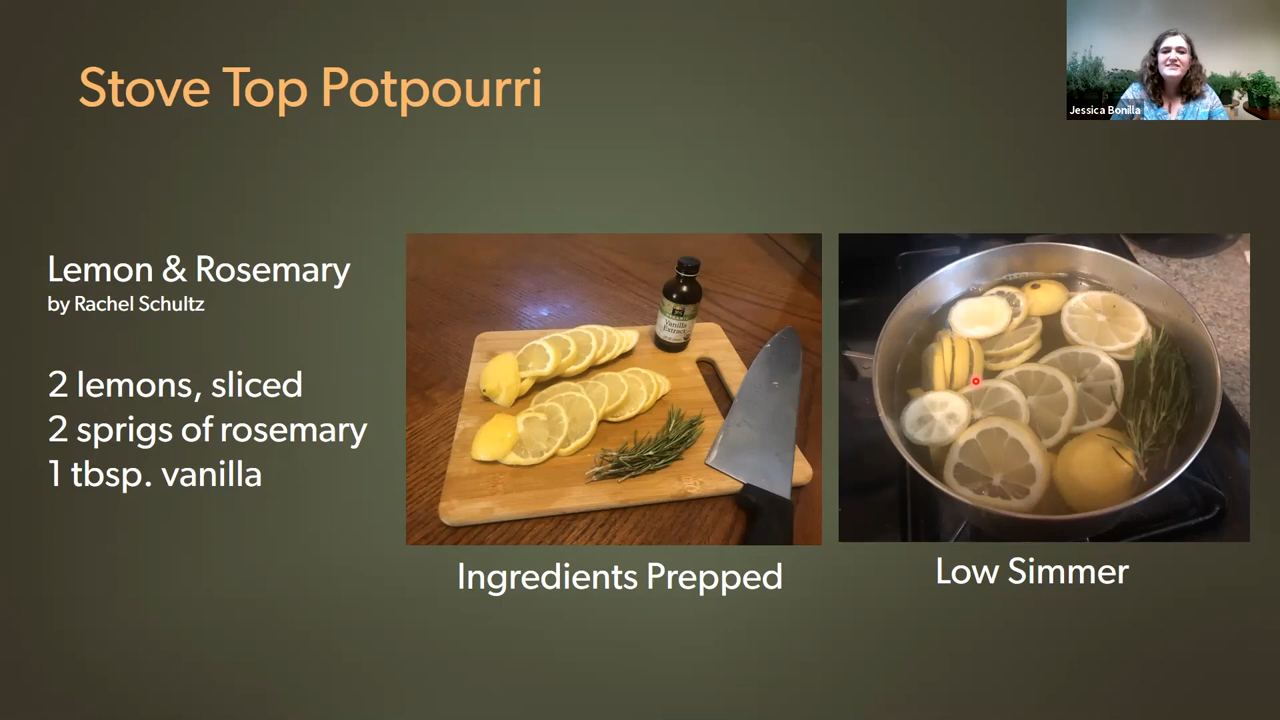 Stove Top Potpourri
Jessica Bonilla
Lemon & Rosemary
by Rachel Schultz
2 lemons, sliced
2 sprigs of rosemary
1 tbsp. vanilla
Vanilla
Extract
Ingredients Prepped
Low Simmer